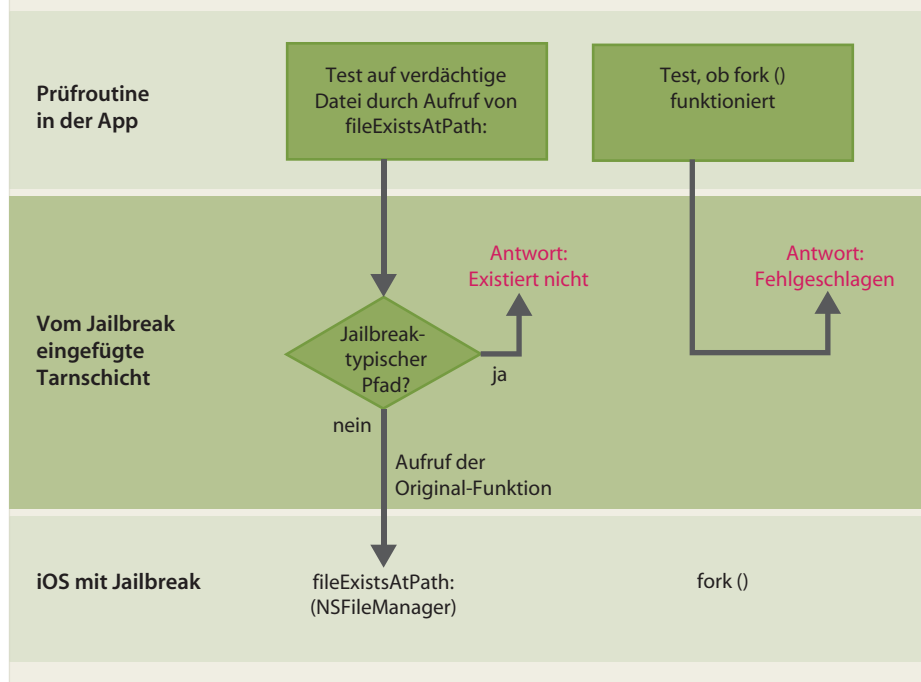 Prüfroutine
in der App
Test auf verdächtige
Datei durch Aufruf von
fileExistsAtPath:
Test, ob fork ()
funktioniert
Vom Jailbreak
eingefügte
Tarnschicht
Jailbreak-
typischer
Pfad?
ja
Antwort:
Existiert nicht
Antwort:
Fehlgeschlagen
nein
Aufruf der
Original-Funktion
iOS mit Jailbreak
fileExistsAtPath:
(NSFileManager)
fork ()